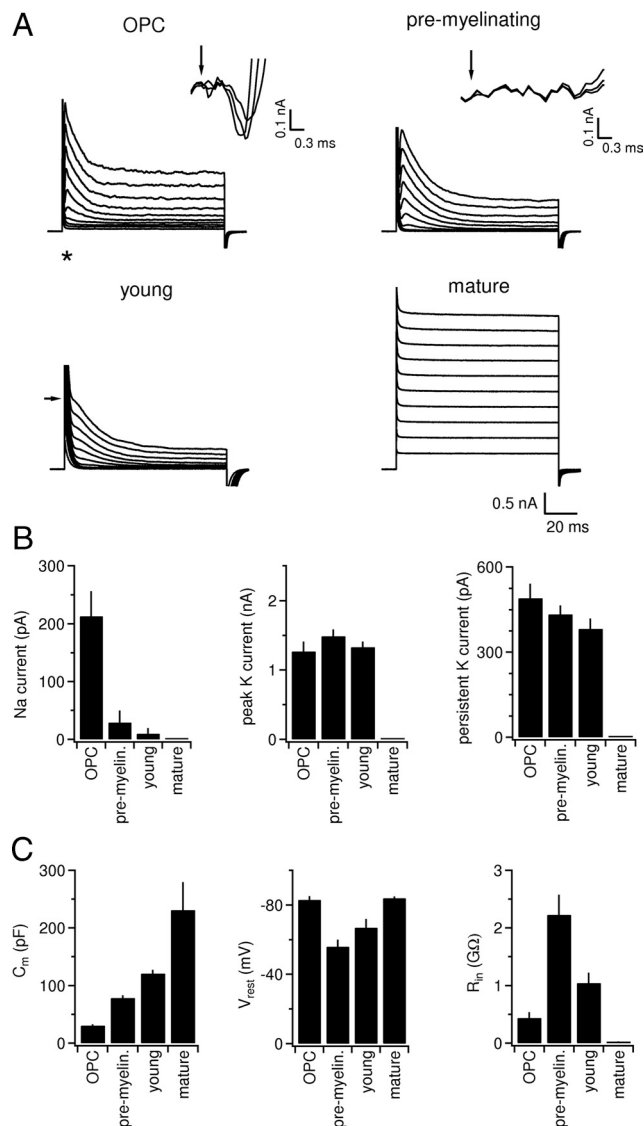 A
OPC
pre-myelinating
0.1 nA
0.3 ms
0.1 nA
0.3 ms
*
young
mature
0.5 nA
20 ms
B
Na current (pA)
300
200
100
0
OPC
pre-myelin.
young
mature
peak K current (nA)
2
1
0
OPC
pre-myelin.
young
mature
persistent K current (pA)
600
300
0
OPC
pre-myelin.
young
mature
C
Cm (pF)
300
200
100
0
OPC
pre-myelin.
young
mature
Vrest (mV)
-80
-40
0
OPC
pre-myelin.
young
mature
Rin (GΩ)
3
2
1
0
OPC
pre-myelin.
young
mature